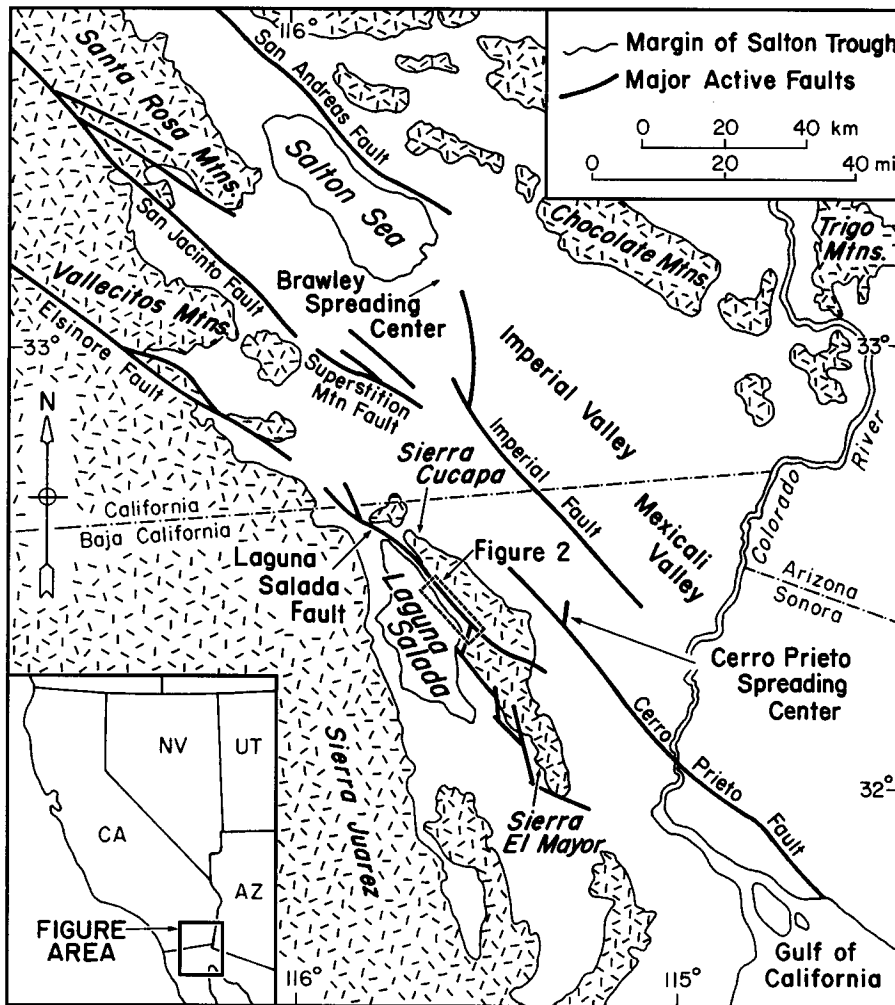 116°
Santa
Rosa Mtns.
San Andreas Fault
Salton Sea
Margin of Salton Trough
Major Active Faults
0 20 40 km
0 20 40 mi
San Jacinto Fault
Chocolate Mtns.
Trigo
Mtns.
Vallecitos Mtns.
Elsinore
Fault
Brawley
Spreading
Center
33°
33°
Superstition
Mtn Fault
Imperial Valley
N
Sierra
Cucapa
Imperial
Fault
Colorado
River
California
Baja California
Mexicali
Valley
Laguna
Salada
Fault
Figure 2
Laguna
Salada
Arizona
Sonora
Cerro Prieto
Spreading
Center
Sierra Juarez
Cerro
Prieto
Fault
32°
Sierra
El Mayor
NV
UT
CA
AZ
FIGURE
AREA
116°
115°
Gulf of
California